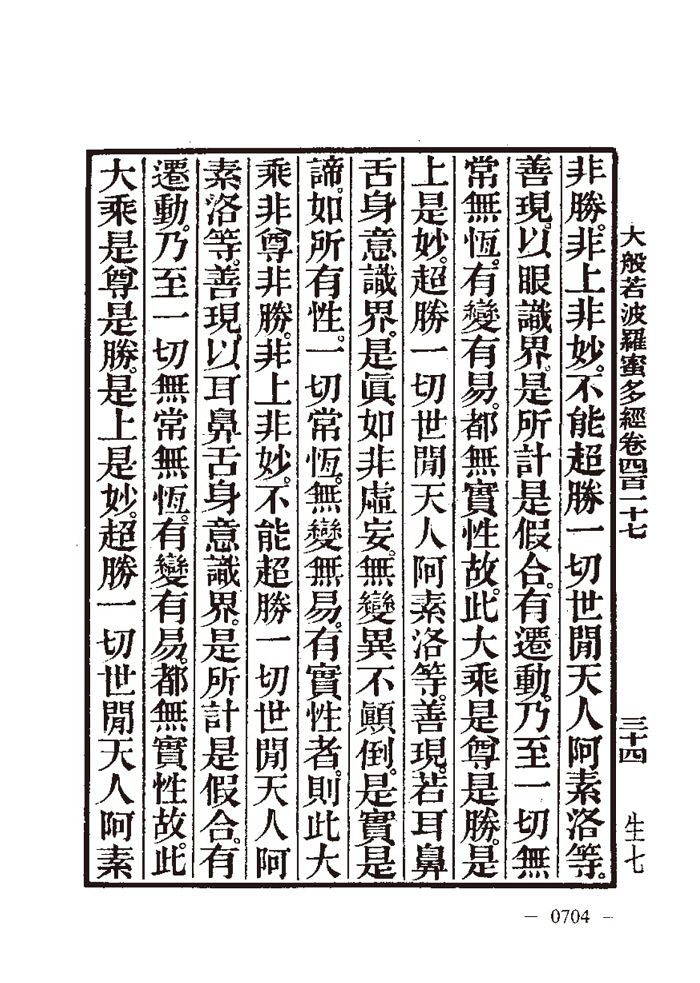 大般若波羅蜜多經卷四百一十七 三十四 生七
非勝。非上非妙。不能超勝一切世閒天人阿素洛等。
善現。以眼識界。是所計是假合。有遷動。乃至一切無
常無恆。有變有易。都無實性故。此大乘是尊是勝。是
上是妙。超勝一切世閒天人阿素洛等。善現。若耳鼻
舌身意識界。是眞如非虛妄。無變異不顚倒。是實是
諦。如所有性。一切常恆。無變無易。有實性者。則此大
乘非尊非勝。非上非妙。不能超勝一切世閒天人阿
素洛等。善現。以耳鼻舌身意識界。是所計是假合。有
遷動。乃至一切無常無恆。有變有易。都無實性故。此
大乘是尊是勝。是上是妙。超勝一切世閒天人阿素
— 0704 —